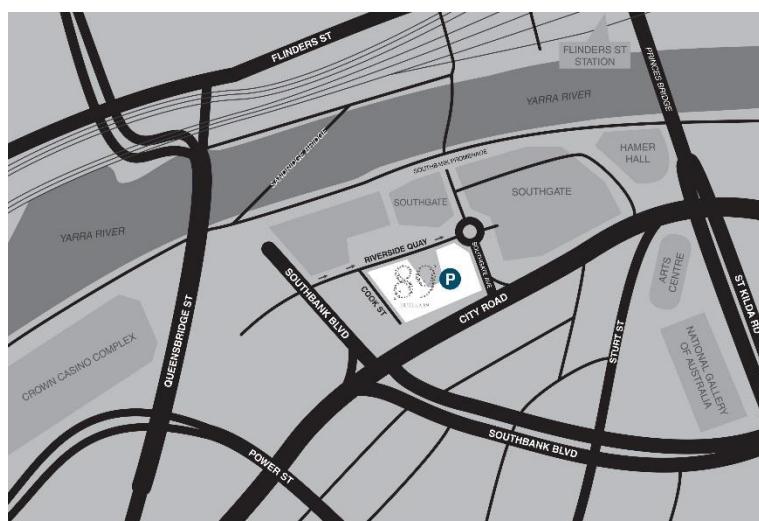 FLINDERS ST
FLINDERS ST
STATION
PRINCES BRIDGE
YARRA RIVER
SANDRIDGE BRIDGE
SOUTHBANK PROMENADE
HAMER
HALL
SOUTHGATE
SOUTHGATE
YARRA RIVER
RIVERSIDE QUAY
SOUTHGATE AVE
P
COOK ST
SOUTHBANK BLVD
CITY ROAD
ARTS
CENTRE
ST KILDA RD
QUEENSBRIDGE ST
STURT ST
CROWN CASINO COMPLEX
NATIONAL GALLERY
OF AUSTRALIA
SOUTHBANK BLVD
POWER ST